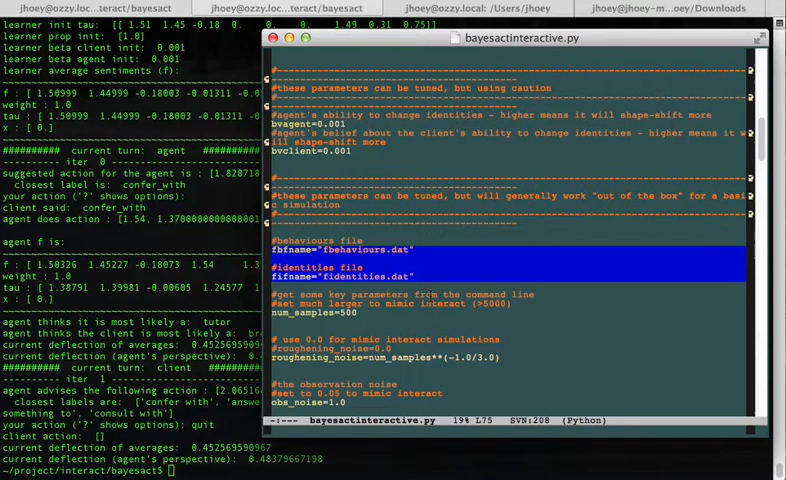 jhoey@ozzy.loc...teract/bayesact
jhoey@ozzy.loc...teract/bayesact
jhoey@ozzy.local: /Users/jhoey
jhoey@jhoey-m...oey/Downloads
learner init tau:  [[ 1.51  1.45 -0.18  0.    0.    0.    1.49  0.31  0.75]]
learner prop init:  [1.0]
learner beta client init:  0.001
learner beta agent init:  0.001
learner average sentiments (f):
f : [ 1.50999  1.44999 -0.18003 -0.01311 -0.0
weight : 1.0
tau : [ 1.50999  1.44999 -0.18003 -0.01311 -0
x : [ 0.]
########## current turn: agent  #########
---------- iter  0
suggested action for the agent is : [1.820718
closest label is:  confer_with
your action ('?' shows options):
client said:  confer_with
agent does action : [1.54, 1.3700000000000001
agent f is:
f : [ 1.50326  1.45227 -0.18073  1.54    1.3
tau : [ 1.38791  1.39981 -0.00605  1.24577  1
weight : 1.0
x : [ 0.]
agent thinks it is most likely a:  tutor
agent thinks the client is most likely a:  br
current deflection of averages:  0.4525659096
current deflection (agent's perspective):  0.
########## current turn: client  ########
---------- iter  1
agent advises the following action : [2.06516
closest labels are:  ['confer with', 'answe
something to', 'consult with']
your action ('?' shows options): quit
client action:  []
current deflection of averages:  0.452569590967
current deflection (agent's perspective):  0.48379667198
~/project/interact/bayesact$
bayesactinteractive.py
#these parameters can be tuned, but using caution
#agent's ability to change identities - higher means it will shape-shift more
bvagent=0.001
#agent's belief about the client's ability to change identities - higher means it w
ill shape-shift more
bvclient=0.001
#these parameters can be tuned, but will generally work "out of the box" for a basi
c simulation
#behaviours file
fbfname="fbehaviours.dat"
#identities file
fifname="fidentities.dat"
#get some key parameters from the command line
#set much larger to mimic interact (>5000)
num_samples=500
# use 0.0 for mimic interact simulations
#roughening_noise=0.0
roughening_noise=num_samples**(-1.0/3.0)
#the observation noise
#set to 0.05 to mimic interact
obs_noise=1.0
-:---  bayesactinteractive.py   19% L75   SVN:208  (Python)